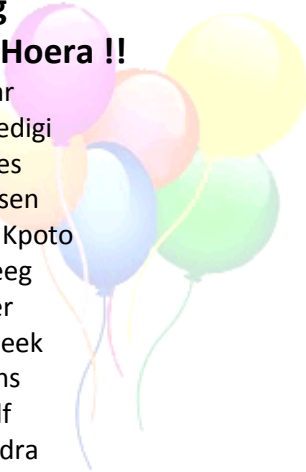 g
Hoera !!
ar
edigi
es
sen
Kpoto
eeg
er
eek
ns
lf
dra